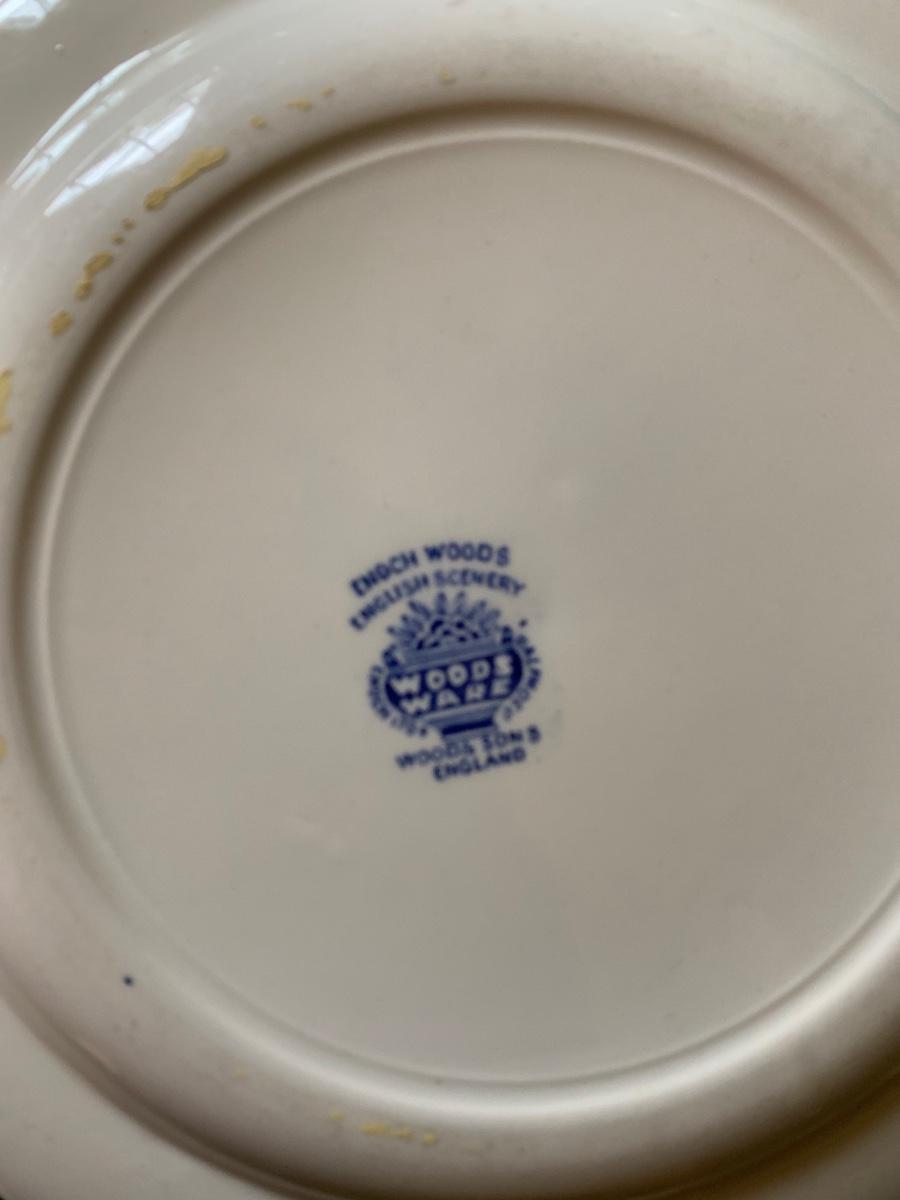 ENOCH WOODS
ENGLISH SCENERY
WOODS
WARE
WOOD & SONS
ENGLAND